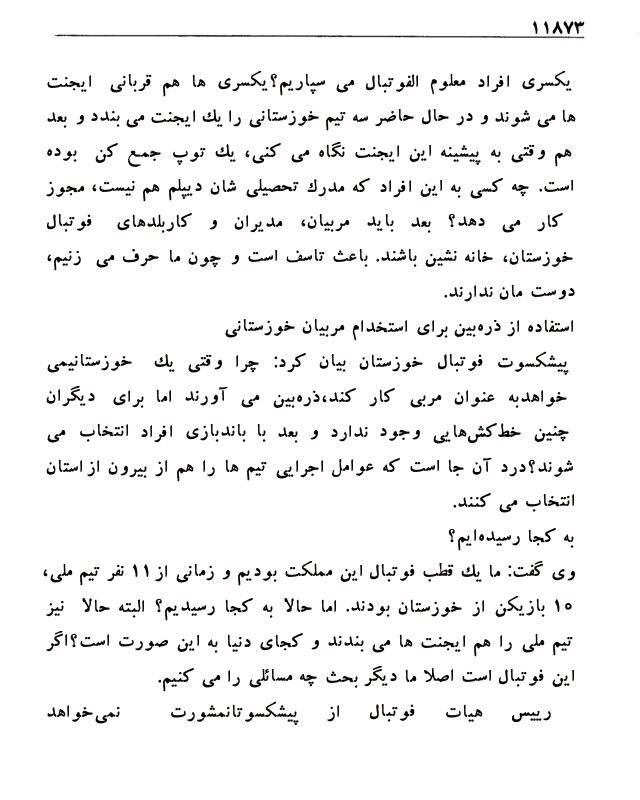 ۱۱۸۷۳
یکسری افراد معلوم الفوتبال می سپاریم؟یکسری ها هم قربانی ایجنت
ها می شوند و در حال حاضر سه تیم خوزستانی را یك ایجنت می بندد و بعد
هم وقتی به پیشینه این ایجنت نگاه می کنی، یك توپ جمع کن بوده
است. چه کسی به این افراد که مدرك تحصیلی شان دیپلم هم نیست، مجوز
کار می دهد؟ بعد باید مربیان، مدیران و کاربلدهای فوتبال
خوزستان، خانه نشین باشند. باعث تاسف است و چون ما حرف می زنیم،
دوست مان ندارند.
استفاده از ذره‌بین برای استخدام مربیان خوزستانی
پیشکسوت فوتبال خوزستان بیان کرد: چرا وقتی یك خوزستانیمی
خواهدبه عنوان مربی کار کند،ذره‌بین می آورند اما برای دیگران
چنین خط‌کش‌هایی وجود ندارد و بعد با باندبازی افراد انتخاب می
شوند؟درد آن جا است که عوامل اجرایی تیم ها را هم از بیرون ازاستان
انتخاب می کنند.
به کجا رسیده‌ایم؟
وی گفت: ما یك قطب فوتبال این مملکت بودیم و زمانی از۱۱ نفر تیم ملی،
۱۵ بازیکن از خوزستان بودند. اما حالا به کجا رسیدیم؟ البته حالا نیز
تیم ملی را هم ایجنت ها می بندند و کجای دنیا به این صورت است؟اگر
این فوتبال است اصلا ما دیگر بحث چه مسائلی را می کنیم.
رییس هیات فوتبال از پیشکسوتانمشورت نمی‌خواهد